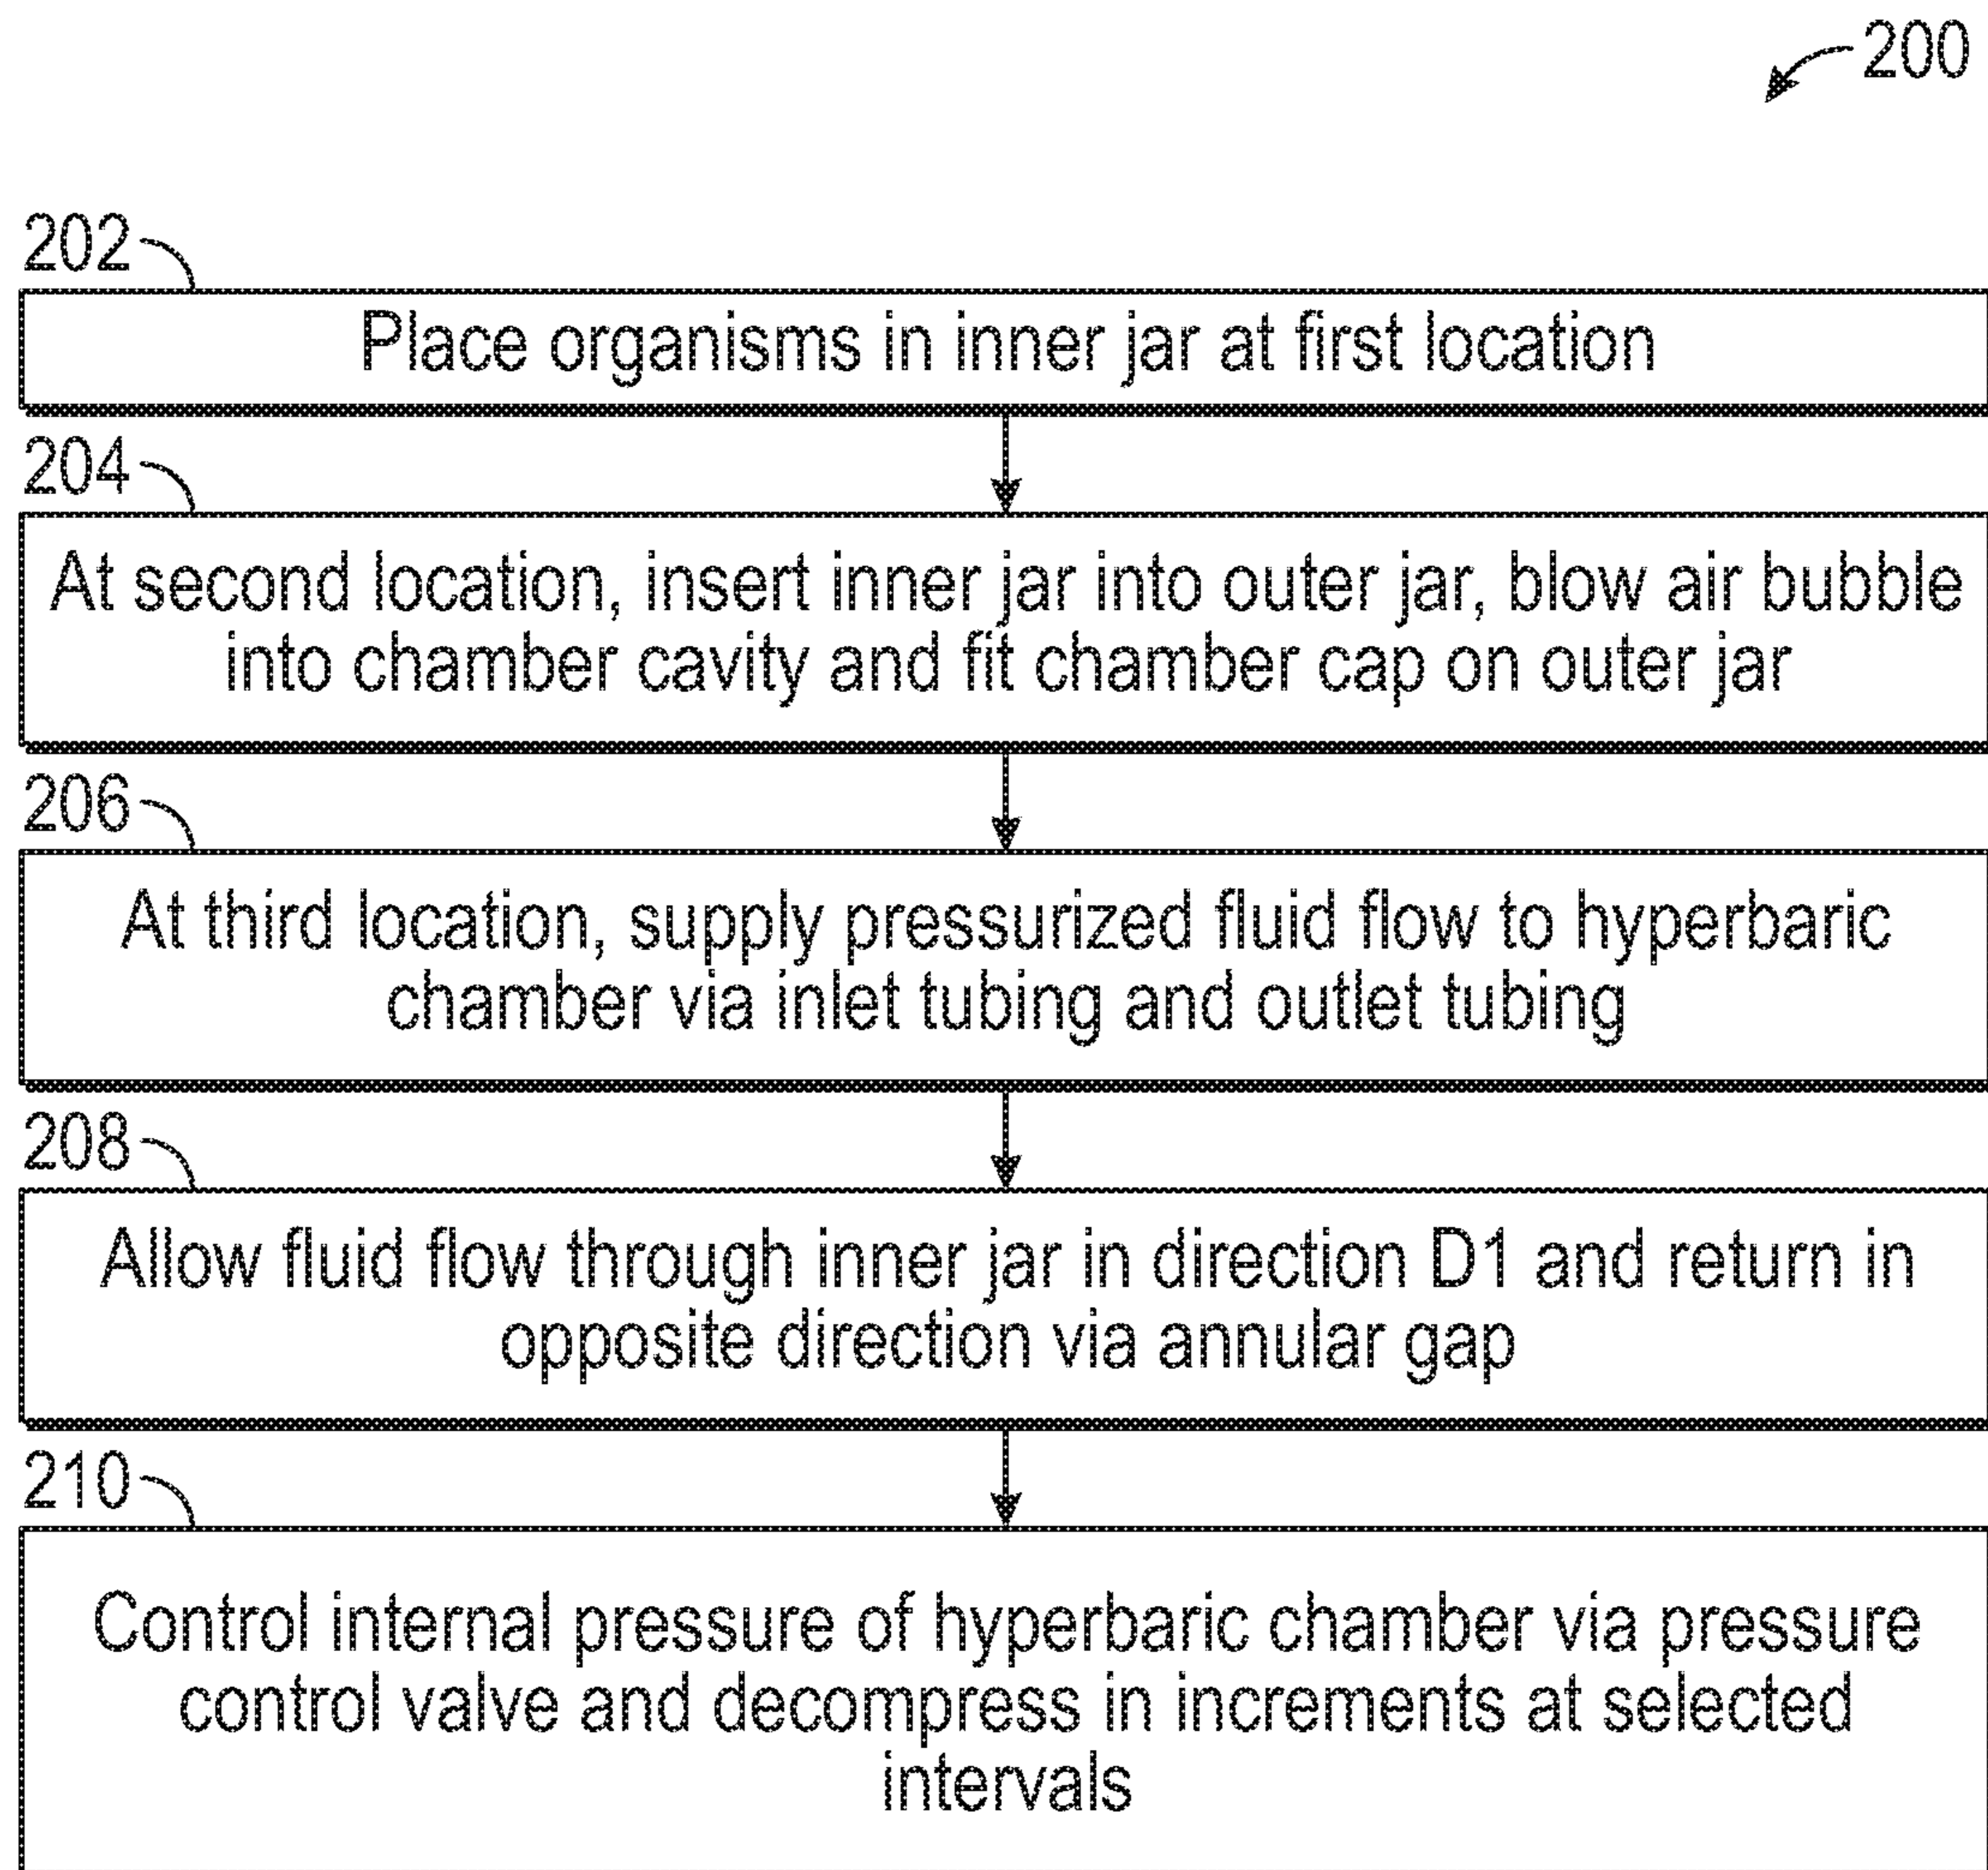 200
202
Place organisms in inner jar at first location
204
At second location, insert inner jar into outer jar, blow air bubble
into chamber cavity and fit chamber cap on outer jar
206
At third location, supply pressurized fluid flow to hyperbaric
chamber via inlet tubing and outlet tubing
208
Allow fluid flow through inner jar in direction D1 and return in
opposite direction via annular gap
210
Control internal pressure of hyperbaric chamber via pressure
control valve and decompress in increments at selected
intervals